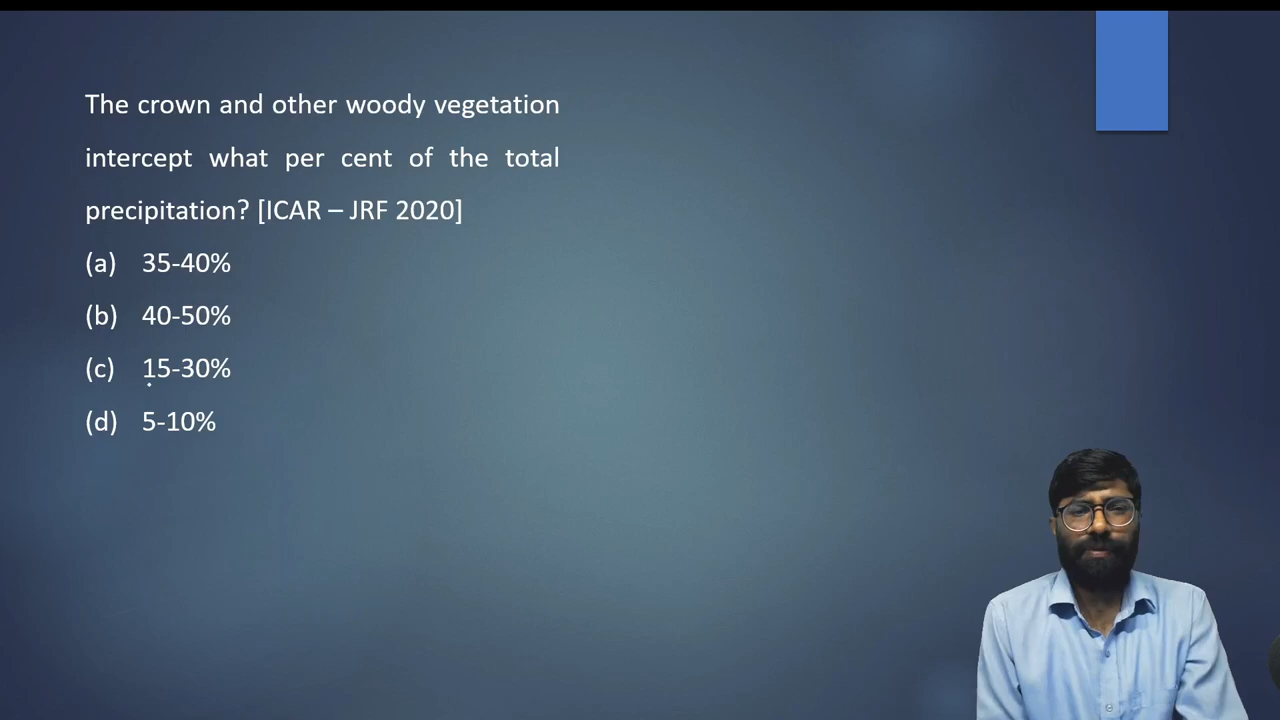 The crown and other woody vegetation
intercept what per cent of the total
precipitation? [ICAR – JRF 2020]
(a) 35-40%
(b) 40-50%
(c) 15-30%
(d) 5-10%